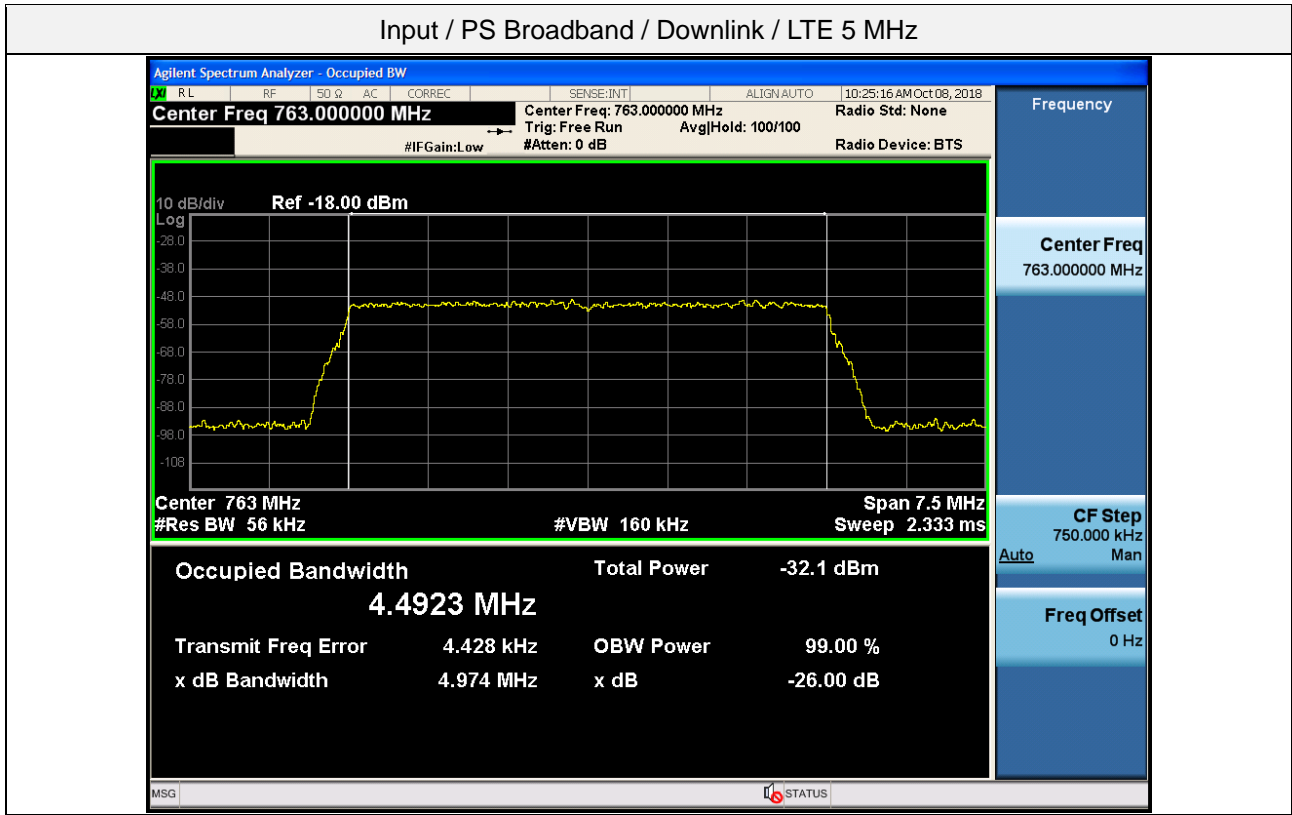 Input / PS Broadband / Downlink / LTE 5 MHz
Agilent Spectrum Analyzer - Occupied BW
LXI RL RF 50 Ω AC CORREC SENSE:INT ALIGN AUTO 10:25:16 AM Oct 08, 2018
Center Freq 763.000000 MHz
Center Freq: 763.000000 MHz Radio Std: None
Trig: Free Run Avg|Hold: 100/100
#IFGain:Low #Atten: 0 dB Radio Device: BTS
Frequency
10 dB/div Ref -18.00 dBm
Log
-28.0
-38.0
-48.0
-58.0
-68.0
-78.0
-88.0
-98.0
-108
Center 763 MHz Span 7.5 MHz
#Res BW 56 kHz #VBW 160 kHz Sweep 2.333 ms
Center Freq
763.000000 MHz
CF Step
750.000 kHz
Auto Man
Freq Offset
0 Hz
Occupied Bandwidth Total Power -32.1 dBm
4.4923 MHz
Transmit Freq Error 4.428 kHz OBW Power 99.00 %
x dB Bandwidth 4.974 MHz x dB -26.00 dB
MSG STATUS